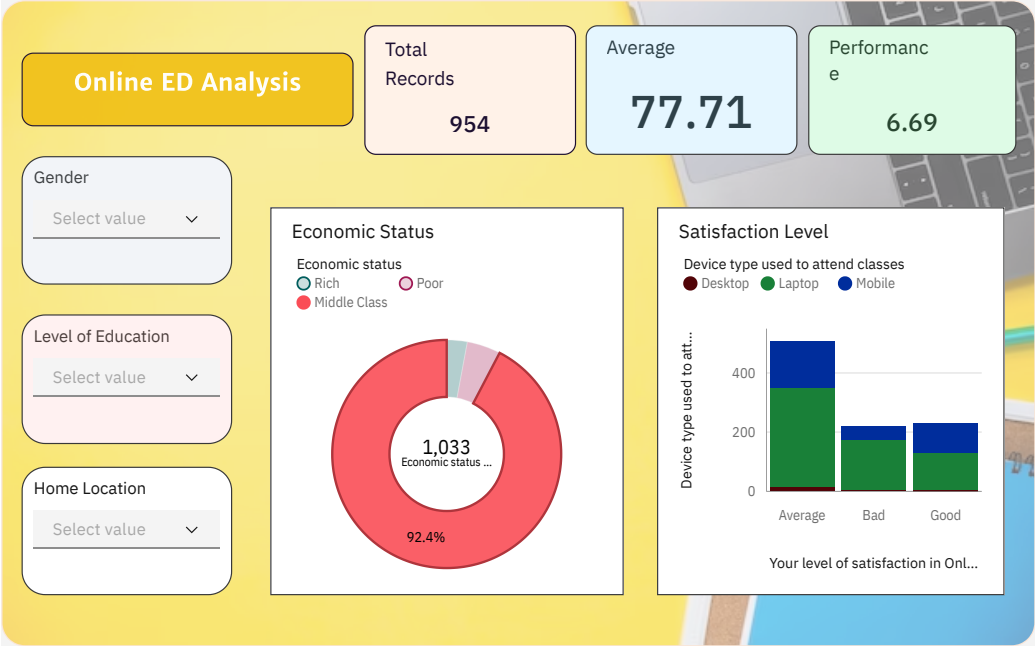 Online ED Analysis
Total
Records
954
Average
77.71
Performanc
e
6.69
Gender
Select value
Level of Education
Select value
Home Location
Select value
Economic Status
Economic status
Rich
Poor
Middle Class
1,033
Economic status ...
92.4%
Satisfaction Level
Device type used to attend classes
Desktop
Laptop
Mobile
Device type used to att...
400
200
0
Average
Bad
Good
Your level of satisfaction in Onl...